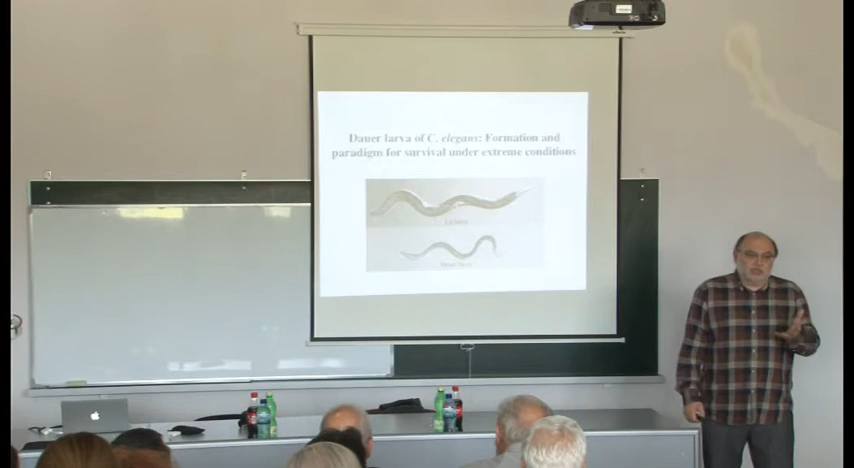 Dauer larva of C. elegans: Formation and
paradigm for survival under extreme conditions